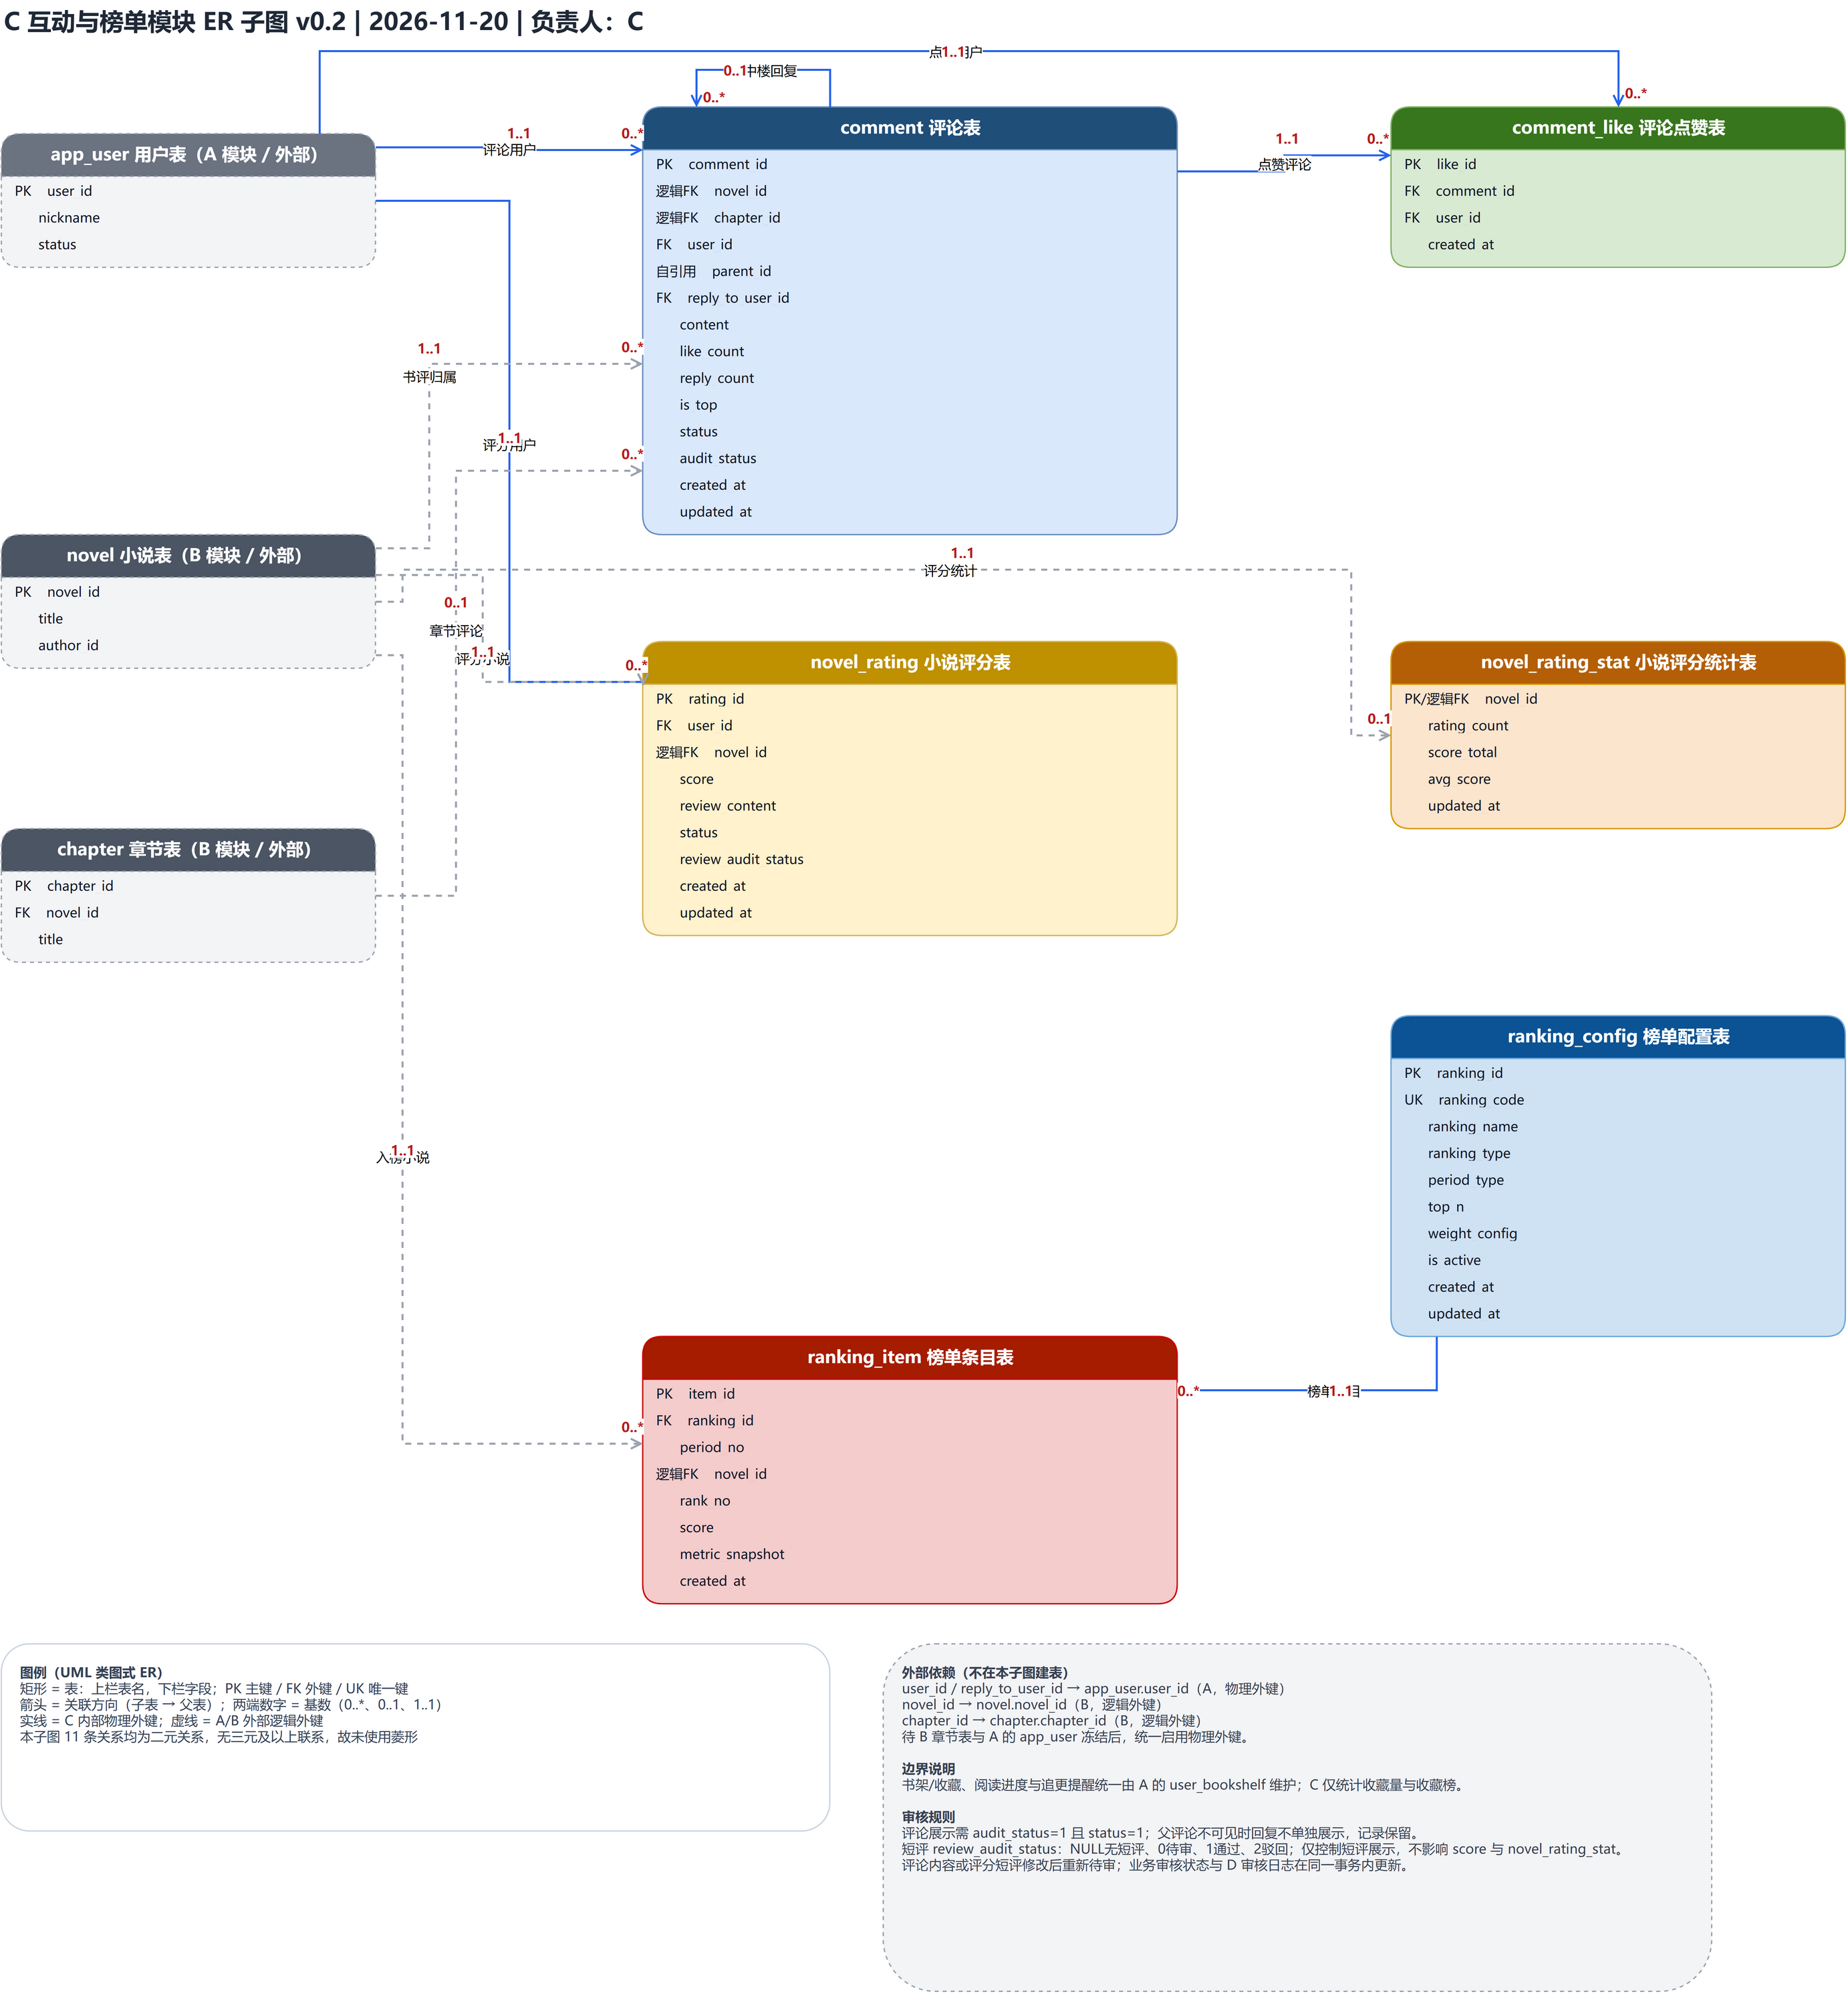 C 互动与榜单模块 ER 子图 v0.2 | 2026-11-20 | 负责人：C
1..1
0..1
中楼回复
0..*
0..*
app_user 用户表（A 模块 / 外部）
PK user id
nickname
status
1..1
评论用户
0..*
comment 评论表
PK comment id
逻辑FK novel id
逻辑FK chapter id
FK user id
自引用 parent id
FK reply to user id
content
like count
reply count
is top
status
audit status
created at
updated at
1..1
点赞评论
0..*
comment_like 评论点赞表
PK like id
FK comment id
FK user id
created at
1..1
书评归属
0..*
1..1
评分用户
0..*
novel 小说表（B 模块 / 外部）
PK novel id
title
author id
1..1
评分统计
0..1
章节评论
1..1
评分小说
0..*
novel_rating 小说评分表
PK rating id
FK user id
逻辑FK novel id
score
review content
status
review audit status
created at
updated at
0..1
novel_rating_stat 小说评分统计表
PK/逻辑FK novel id
rating count
score total
avg score
updated at
chapter 章节表（B 模块 / 外部）
PK chapter id
FK novel id
title
ranking_config 榜单配置表
PK ranking id
UK ranking code
ranking name
ranking type
period type
top n
weight config
is active
created at
updated at
1..1
入榜小说
0..*
ranking_item 榜单条目表
PK item id
FK ranking id
period no
逻辑FK novel id
rank no
score
metric snapshot
created at
0..*
1..1
图例（UML 类图式 ER）
矩形 = 表：上栏表名，下栏字段；PK 主键 / FK 外键 / UK 唯一键
箭头 = 关联方向（子表 → 父表）；两端数字 = 基数（0..*、0..1、1..1）
实线 = C 内部物理外键；虚线 = A/B 外部逻辑外键
本子图 11 条关系均为二元关系，无三元及以上联系，故未使用菱形
外部依赖（不在本子图建表）
user_id / reply_to_user_id → app_user.user_id（A，物理外键）
novel_id → novel.novel_id（B，逻辑外键）
chapter_id → chapter.chapter_id（B，逻辑外键）
待 B 章节表与 A 的 app_user 冻结后，统一启用物理外键。
边界说明
书架/收藏、阅读进度与追更提醒统一由 A 的 user_bookshelf 维护；C 仅统计收藏量与收藏榜。
审核规则
评论展示需 audit_status=1 且 status=1；父评论不可见时回复不单独展示，记录保留。
短评 review_audit_status：NULL无短评、0待审、1通过、2驳回；仅控制短评展示，不影响 score 与 novel_rating_stat。
评论内容或评分短评修改后重新待审；业务审核状态与 D 审核日志在同一事务内更新。